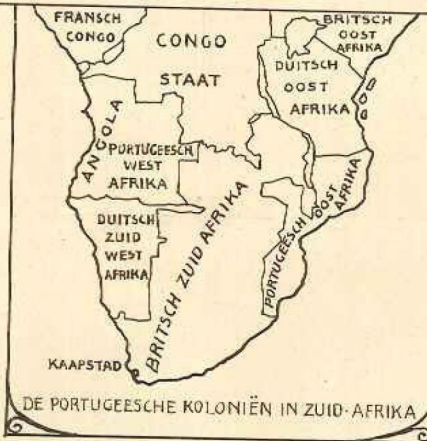 FRANSCH
CONGO
CONGO
STAAT
BRITSCH
OOST
AFRIKA
DUITSCH
OOST
AFRIKA
ANGOLA
PORTUGEESCH
WEST
AFRIKA
DUITSCH
ZUID
WEST
AFRIKA
BRITSCH ZUID AFRIKA
PORTUGEESCH
OOST AFRIKA
KAAPSTAD
DE PORTUGEESCHE KOLONIËN IN ZUID-AFRIKA